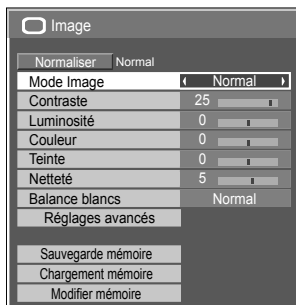 Image
Normaliser Normal
Mode Image Normal
Contraste 25
Luminosité 0
Couleur 0
Teinte 0
Netteté 5
Balance blancs Normal
Réglages avancés
Sauvegarde mémoire
Chargement mémoire
Modifier mémoire